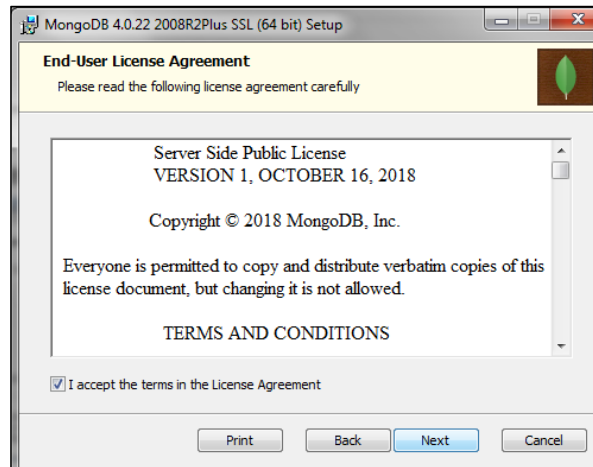 MongoDB 4.0.22 2008R2Plus SSL (64 bit) Setup
End-User License Agreement
Please read the following license agreement carefully
Server Side Public License
VERSION 1, OCTOBER 16, 2018
Copyright © 2018 MongoDB, Inc.
Everyone is permitted to copy and distribute verbatim copies of this
license document, but changing it is not allowed.
TERMS AND CONDITIONS
I accept the terms in the License Agreement
Print Back Next Cancel